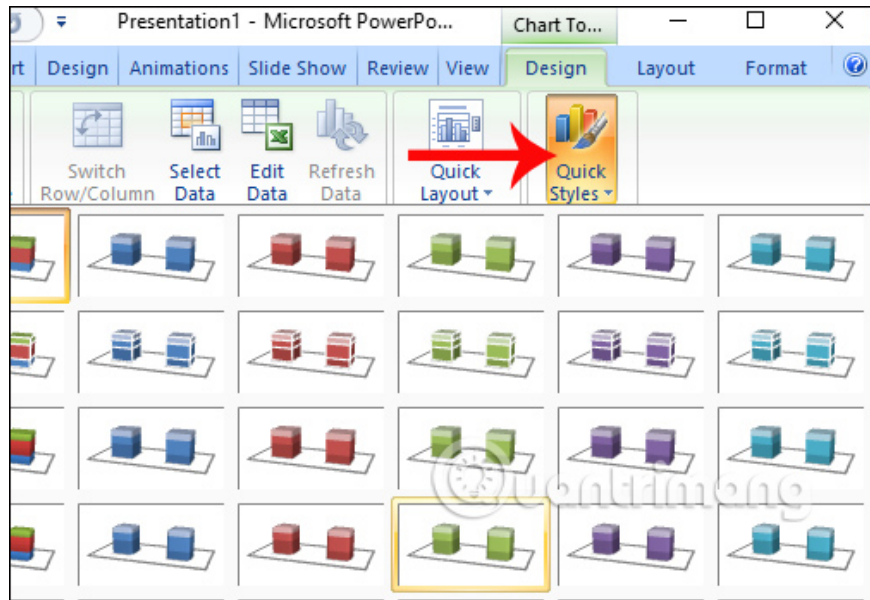 Presentation1 - Microsoft PowerPo...
Chart To...
rt Design Animations Slide Show Review View Design Layout Format
Switch Row/Column
Select Data
Edit Data
Refresh Data
Quick Layout
Quick Styles
Quantrimang